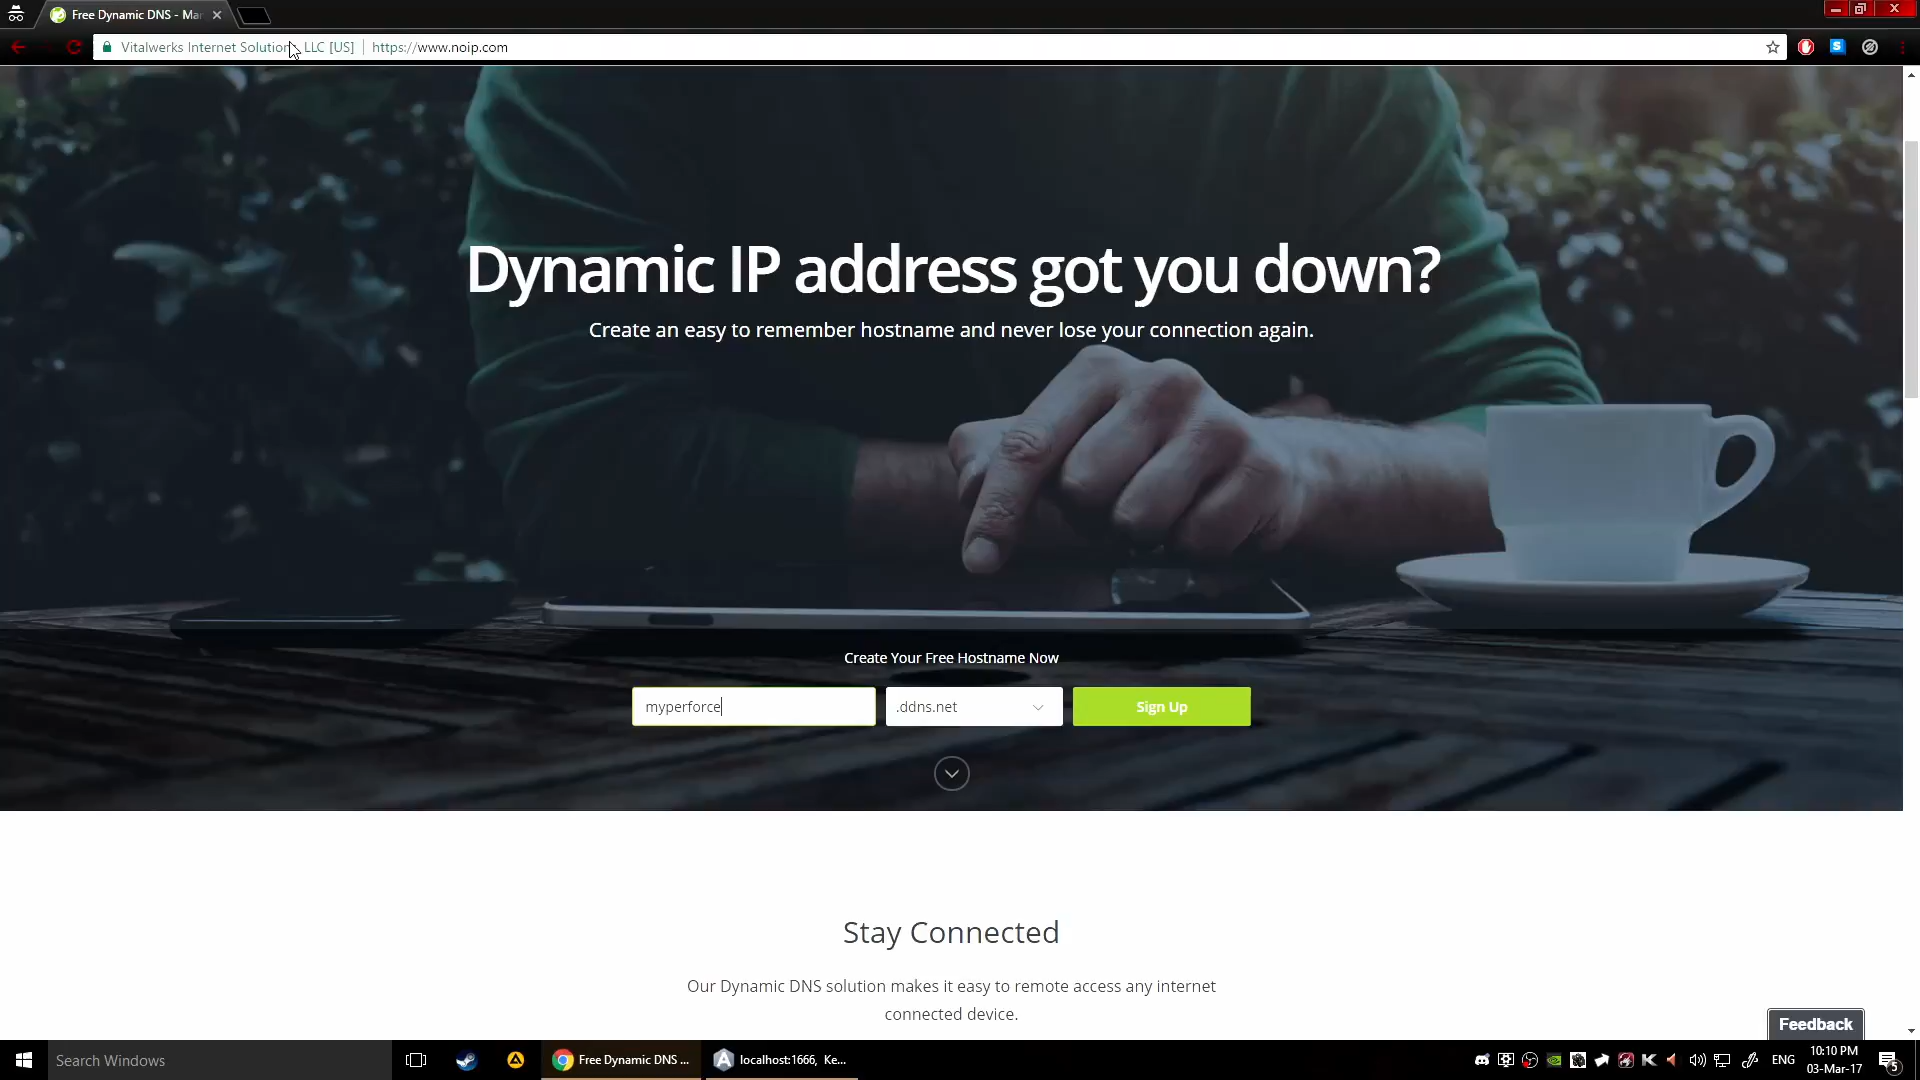 Free Dynamic DNS - Ma
Vitalwerks Internet Solutions, LLC [US]
https://www.noip.com
Dynamic IP address got you down?
Create an easy to remember hostname and never lose your connection again.
Create Your Free Hostname Now
myperforce
.ddns.net
Sign Up
Stay Connected
Our Dynamic DNS solution makes it easy to remote access any internet
connected device.
Feedback
Search Windows
Free Dynamic DNS ...
localhost:1666, Ke...
ENG
10:10 PM
03-Mar-17
5